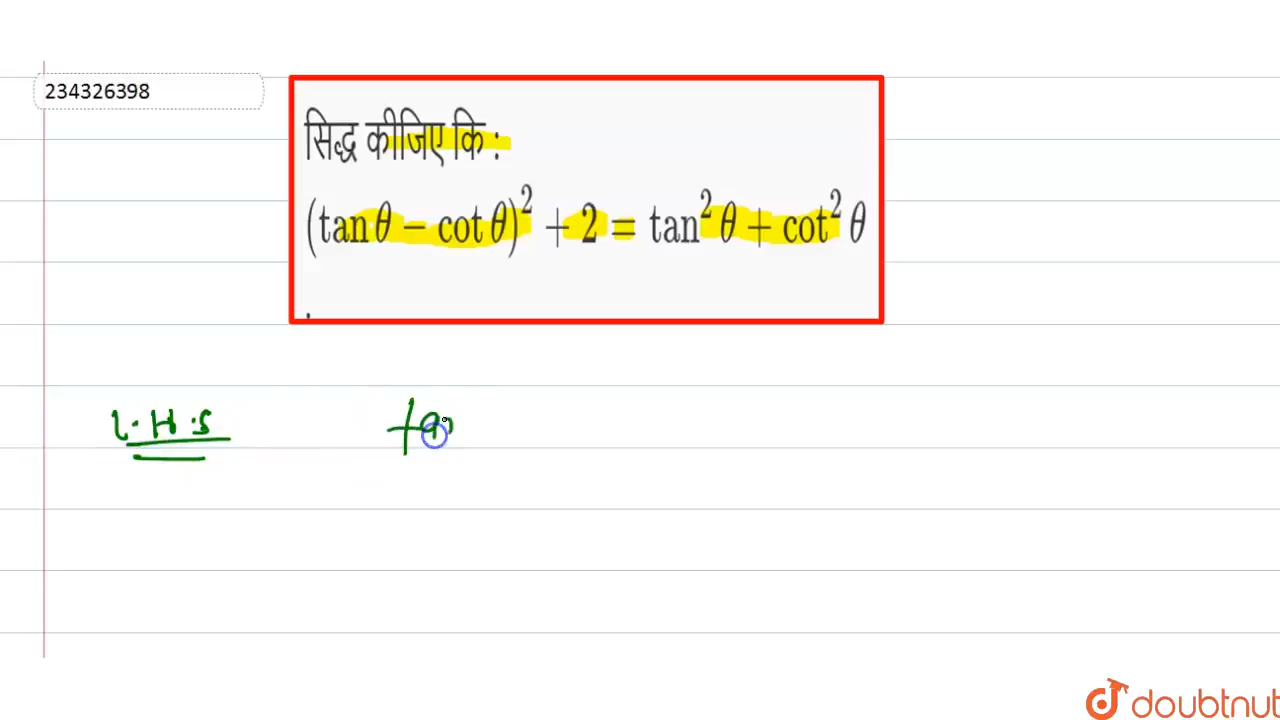 234326398
सिद्ध कीजिए कि :
(tan θ − cot θ)² + 2 = tan² θ + cot² θ
.
L.H.S
doubtnut